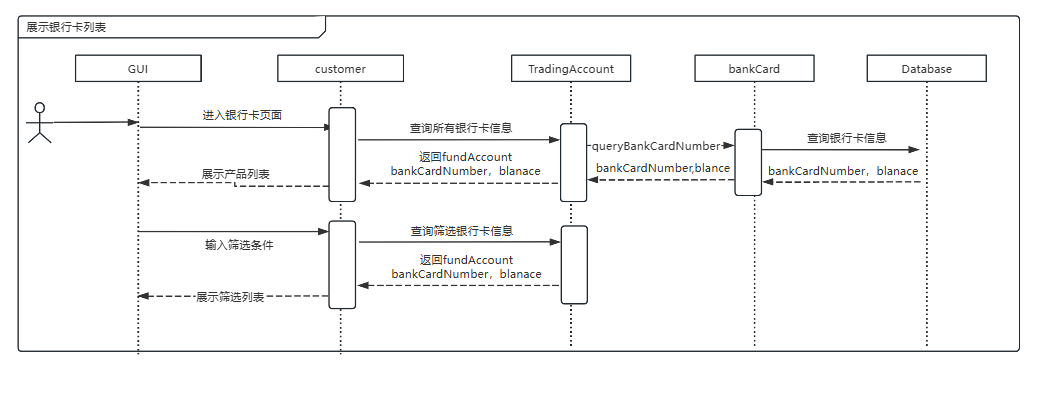 展示银行卡列表
GUI
customer
TradingAccount
bankCard
Database
进入银行卡页面
查询所有银行卡信息
queryBankCardNumber
查询银行卡信息
返回fundAccount
bankCardNumber，blanace
bankCardNumber,blance
bankCardNumber，blanace
展示产品列表
输入筛选条件
查询筛选银行卡信息
返回fundAccount
bankCardNumber，blanace
展示筛选列表